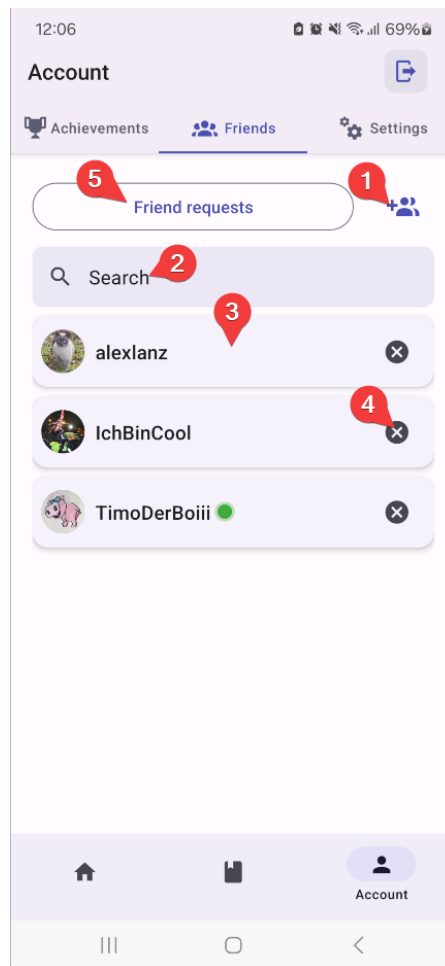 12:06 69%
Account
Achievements Friends Settings
5 1
Friend requests
Search 2
3
alexlanz
4
IchBinCool
TimoDerBoiii
Account